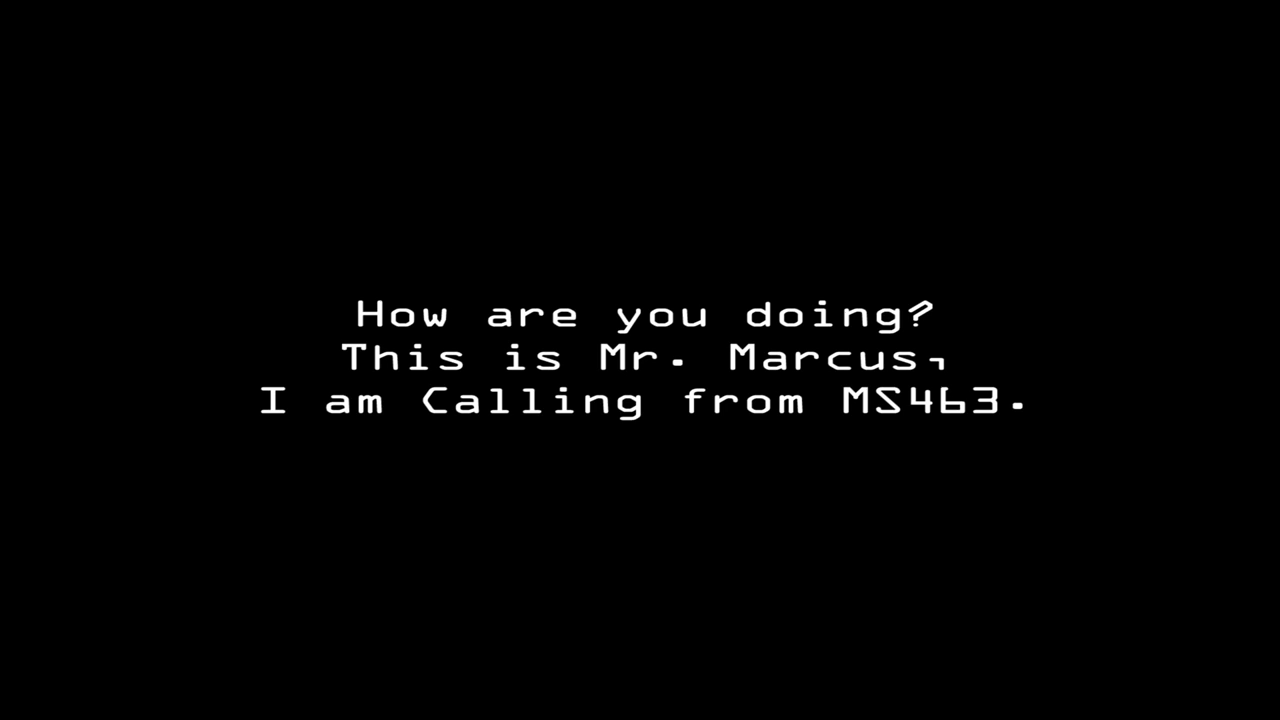 How are you doing?
This is Mr. Marcus,
I am Calling from MS463.